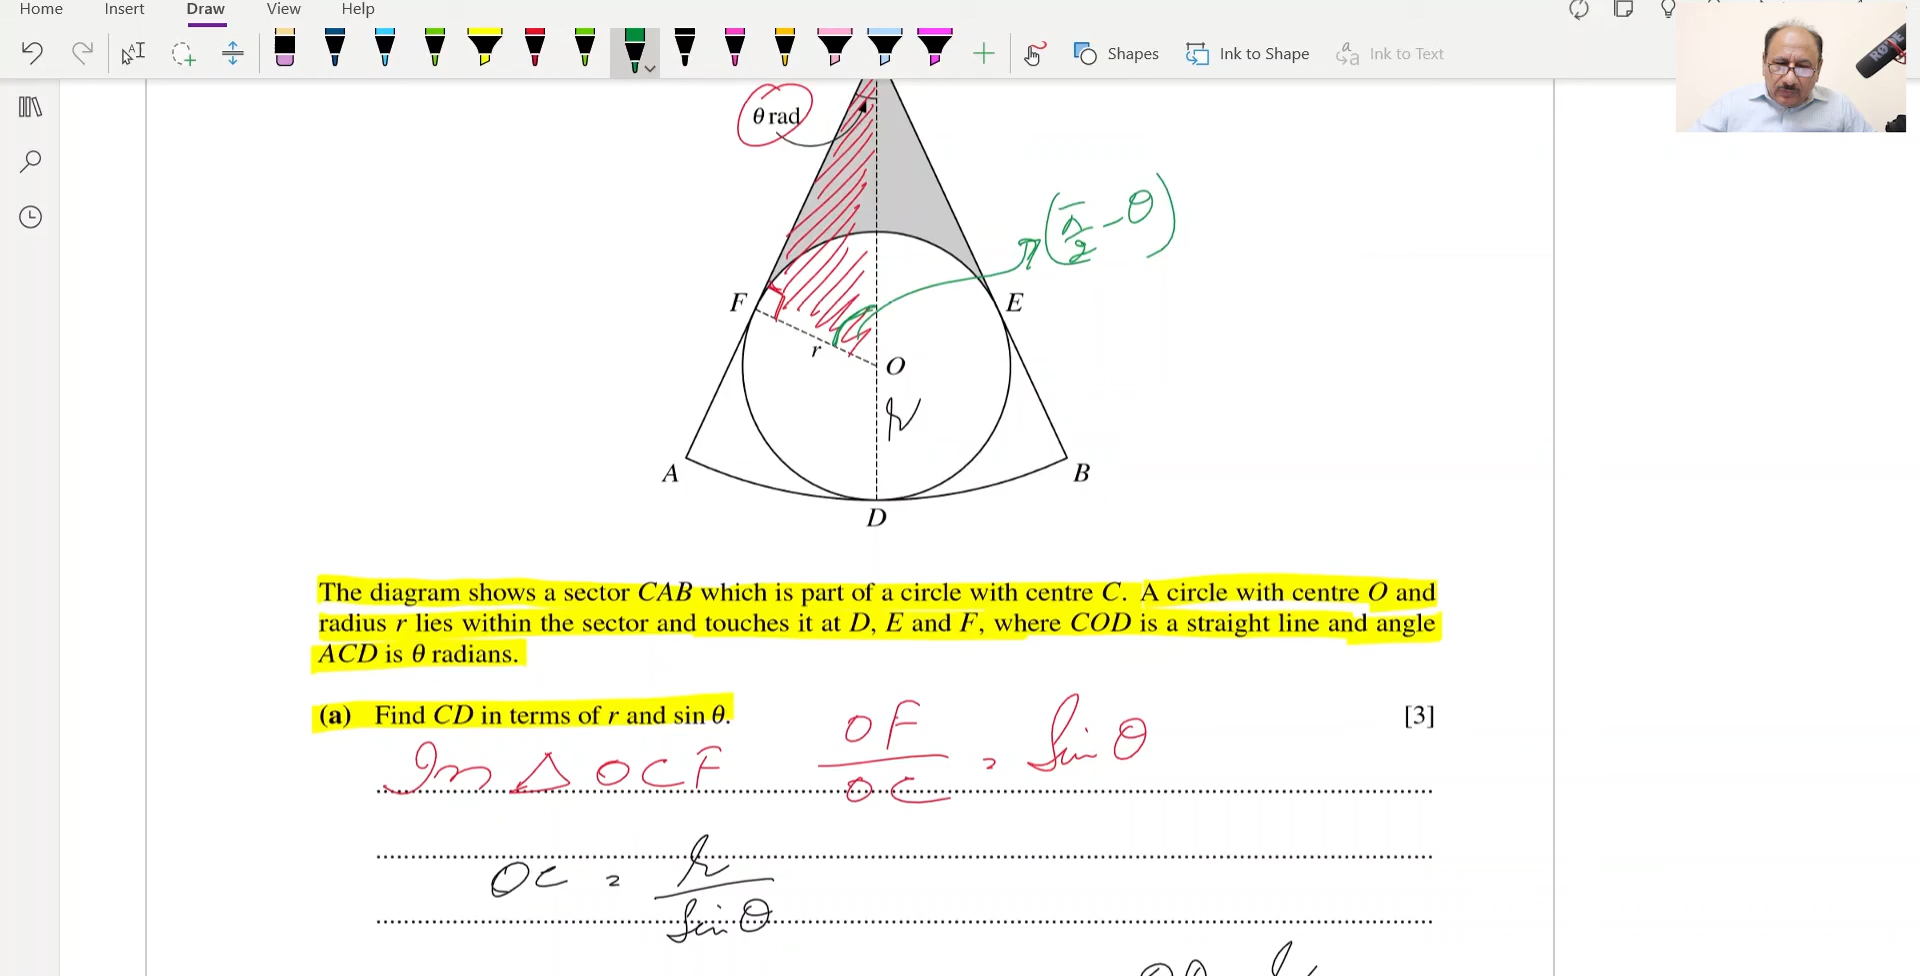 Home Insert Draw View Help
Shapes Ink to Shape Ink to Text
RØDE
θ rad
(π/2 - θ)
F
E
r
O
r
A
B
D
The diagram shows a sector CAB which is part of a circle with centre C. A circle with centre O and
radius r lies within the sector and touches it at D, E and F, where COD is a straight line and angle
ACD is θ radians.
(a) Find CD in terms of r and sin θ. [3]
In △ OCF OF/OC = Sin θ
OC = r/Sin θ